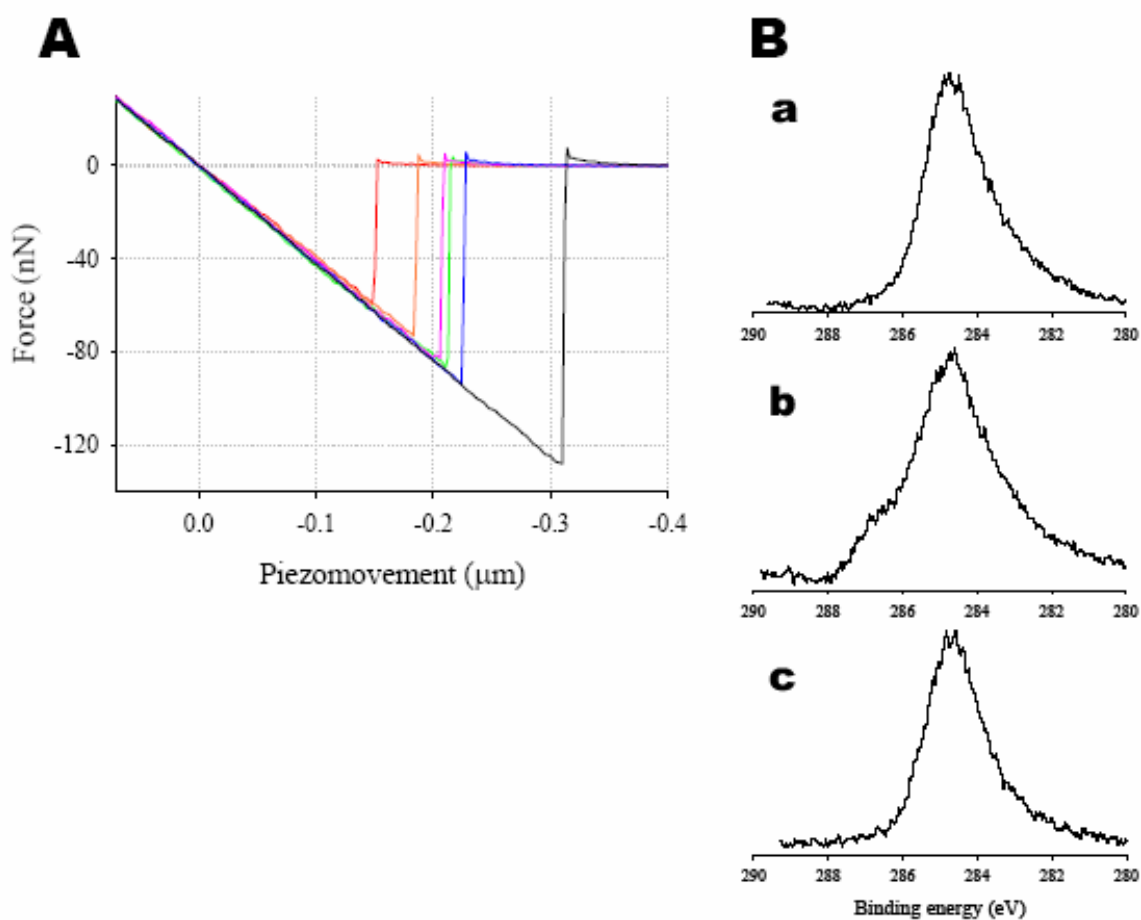 A
Force (nN)
0
-40
-80
-120
0.0 -0.1 -0.2 -0.3 -0.4
Piezomovement (μm)
B
a
290 288 286 284 282 280
b
290 288 286 284 282 280
c
290 288 286 284 282 280
Binding energy (eV)